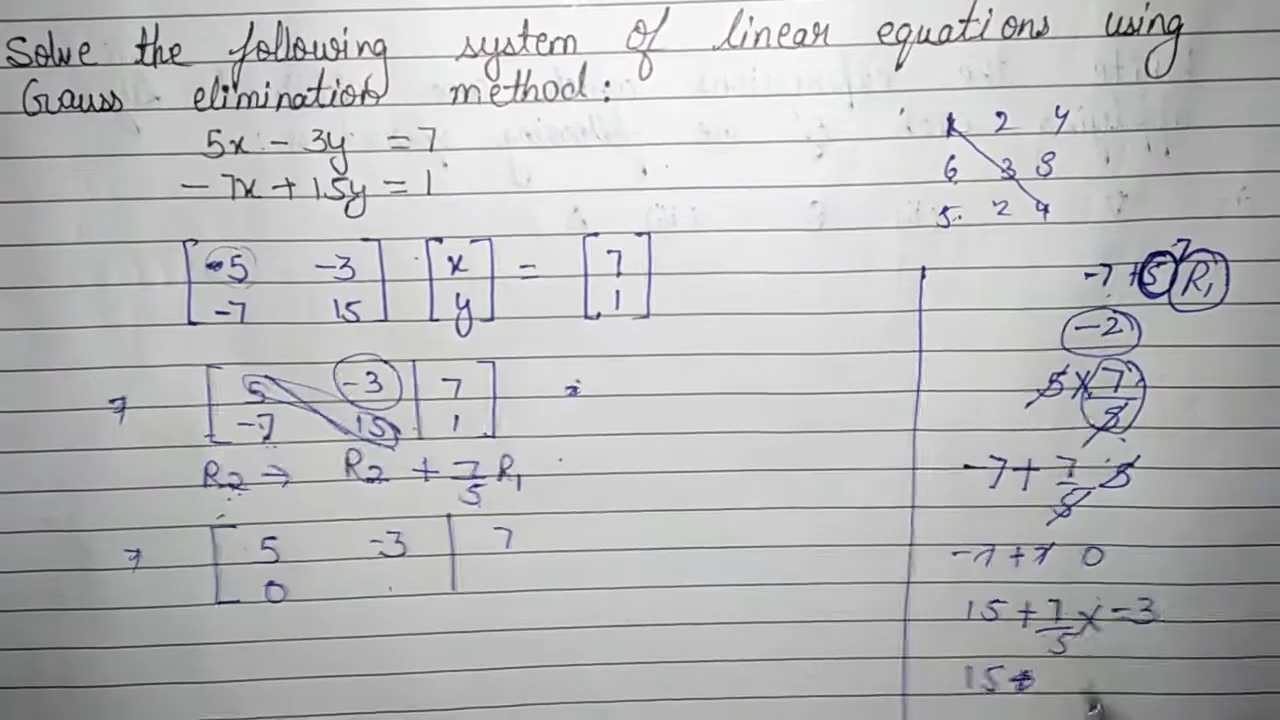 Solve the following system of linear equations using
Gauss elimination method:
5x - 3y = 7
- 7x + 15y = 1
1 2 4
6 3 8
5 2 4
[5 -3] [x] = [7]
[-7 15] [y] [1]
⇒ [5 -3 | 7]
[-7 15 | 1]
R2 → R2 + 7/5 R1
⇒ [5 -3 | 7
[0
-7 + 5 7 R1
-2
5 x 7/5
-7 + 7/5 5
-7 + 7 0
15 + 7/5 x -3
15